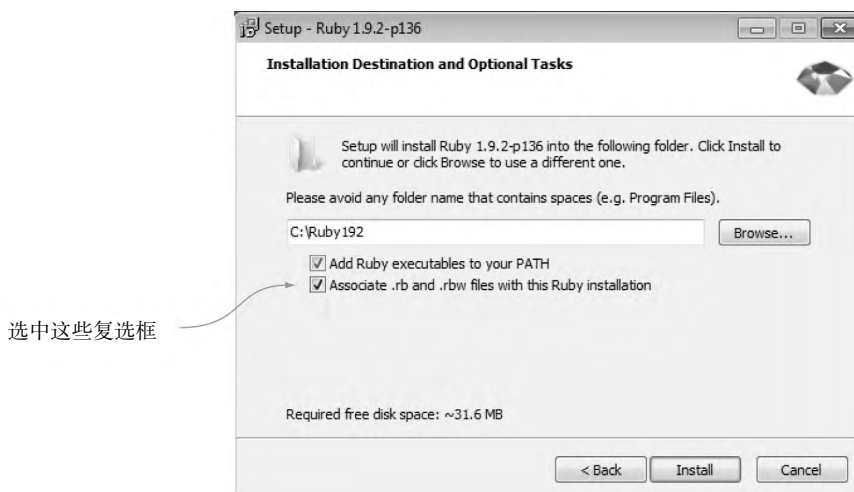 Setup - Ruby 1.9.2-p136
Installation Destination and Optional Tasks
Setup will install Ruby 1.9.2-p136 into the following folder. Click Install to
continue or click Browse to use a different one.
Please avoid any folder name that contains spaces (e.g. Program Files).
C:\Ruby192
Browse...
Add Ruby executables to your PATH
Associate .rb and .rbw files with this Ruby installation
选中这些复选框
Required free disk space: ~31.6 MB
< Back
Install
Cancel